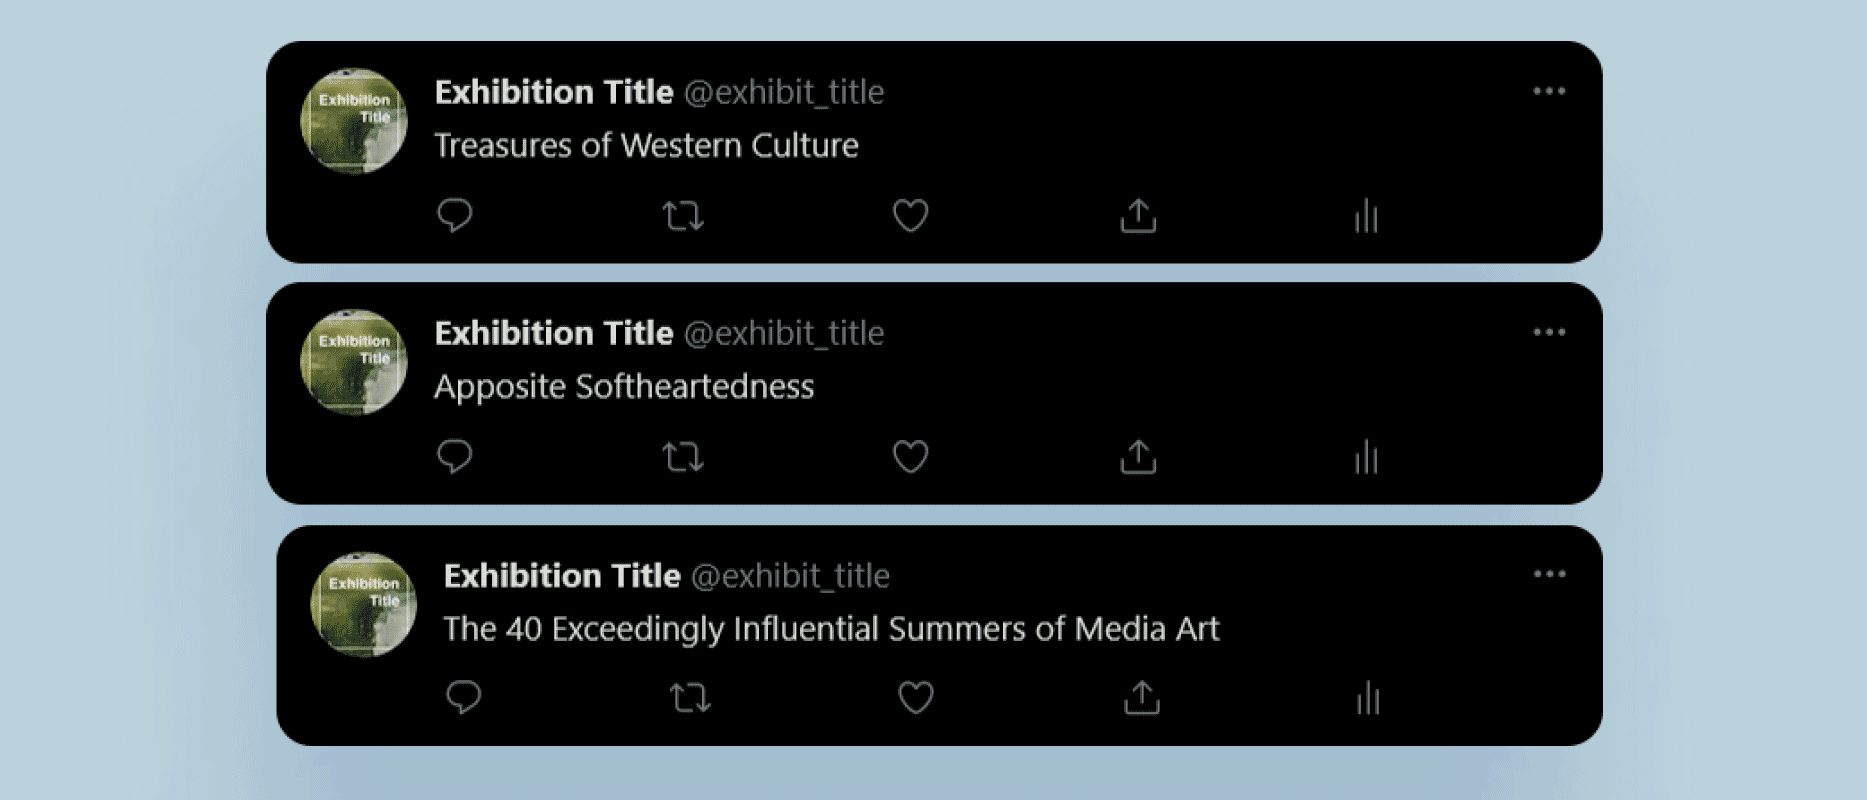 Exhibition
Title
Exhibition Title @exhibit_title
Treasures of Western Culture
Exhibition
Title
Exhibition Title @exhibit_title
Apposite Softheartedness
Exhibition
Title
Exhibition Title @exhibit_title
The 40 Exceedingly Influential Summers of Media Art